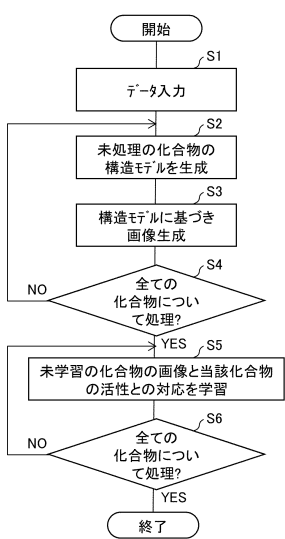 開始
S1
ﾃﾞｰﾀ入力
S2
未処理の化合物の
構造ﾓﾃﾞﾙを生成
S3
構造ﾓﾃﾞﾙに基づき
画像生成
S4
全ての
化合物につい
て処理?
NO
YES
S5
未学習の化合物の画像と当該化合物
の活性との対応を学習
S6
全ての
化合物につい
て処理?
NO
YES
終了